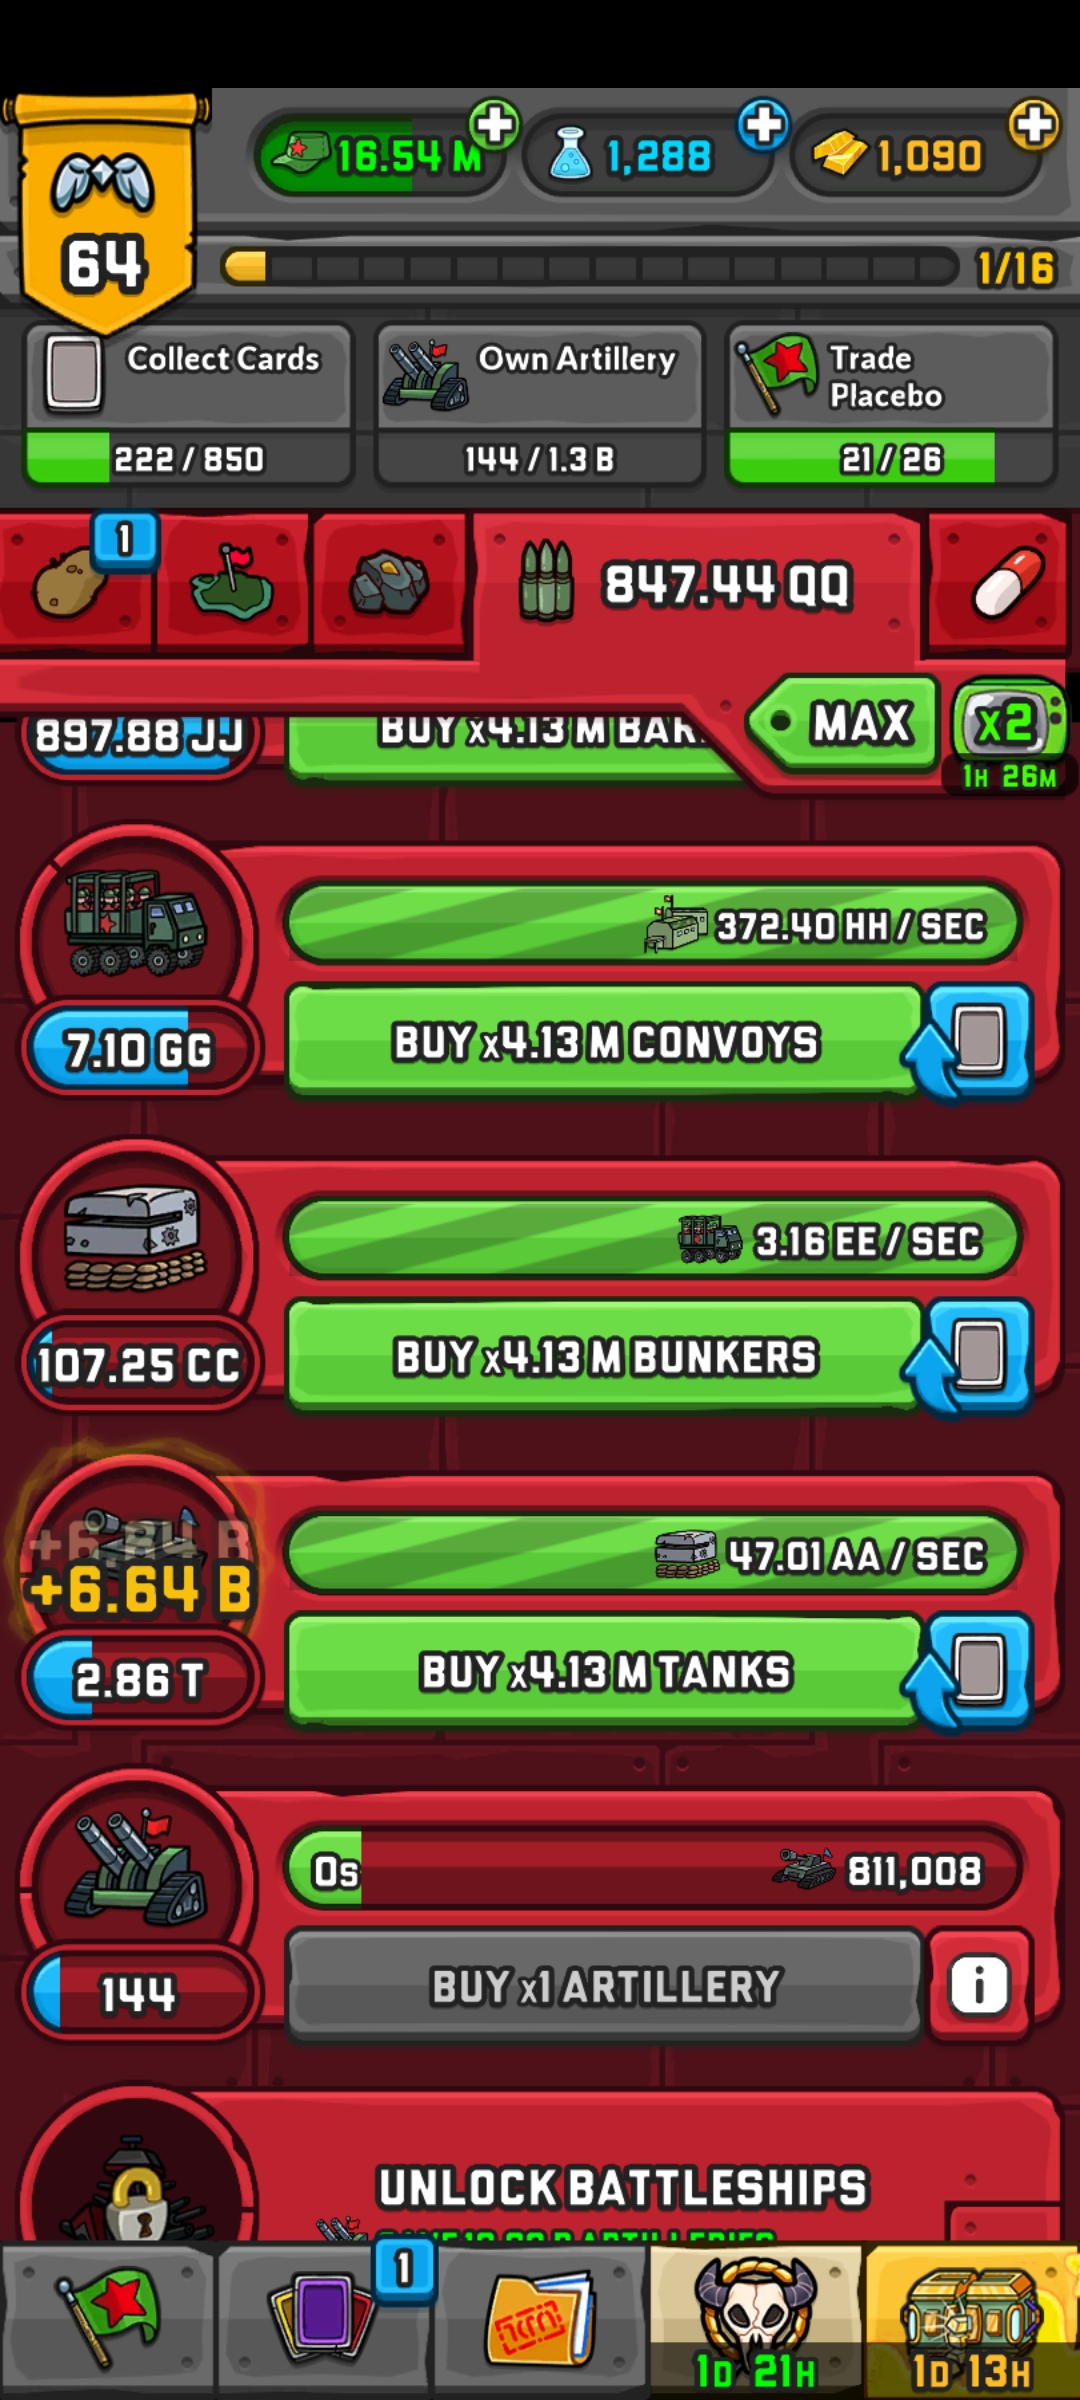 16.54 M
1,288
1,090
64
1/16
Collect Cards
222 / 850
Own Artillery
144 / 1.3 B
Trade
Placebo
21 / 26
1
847.44 QQ
897.88 JJ
BUY x4.13 M BAR
MAX
x2
1H 26M
372.40 HH / SEC
7.10 GG
BUY x4.13 M CONVOYS
3.16 EE / SEC
107.25 CC
BUY x4.13 M BUNKERS
+6.64 B
47.01 AA / SEC
2.86 T
BUY x4.13 M TANKS
0s
811,008
144
BUY x1 ARTILLERY
i
UNLOCK BATTLESHIPS
1
1D 21H
1D 13H